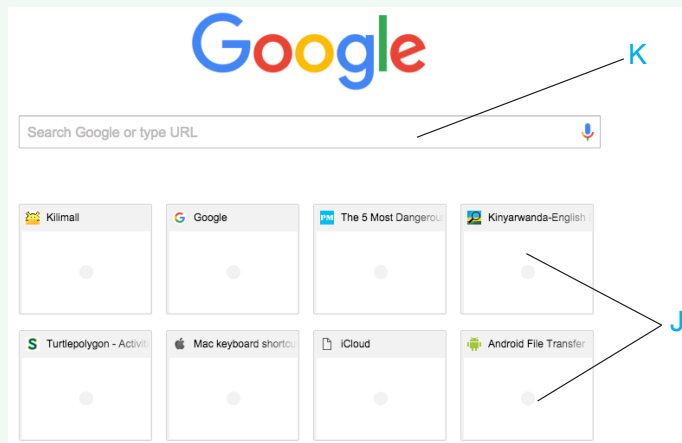 Google
K
Search Google or type URL
Kilimall
Google
The 5 Most Dangerou
Kinyarwanda-English
J
Turtlepolygon - Activit
Mac keyboard shortcu
iCloud
Android File Transfer